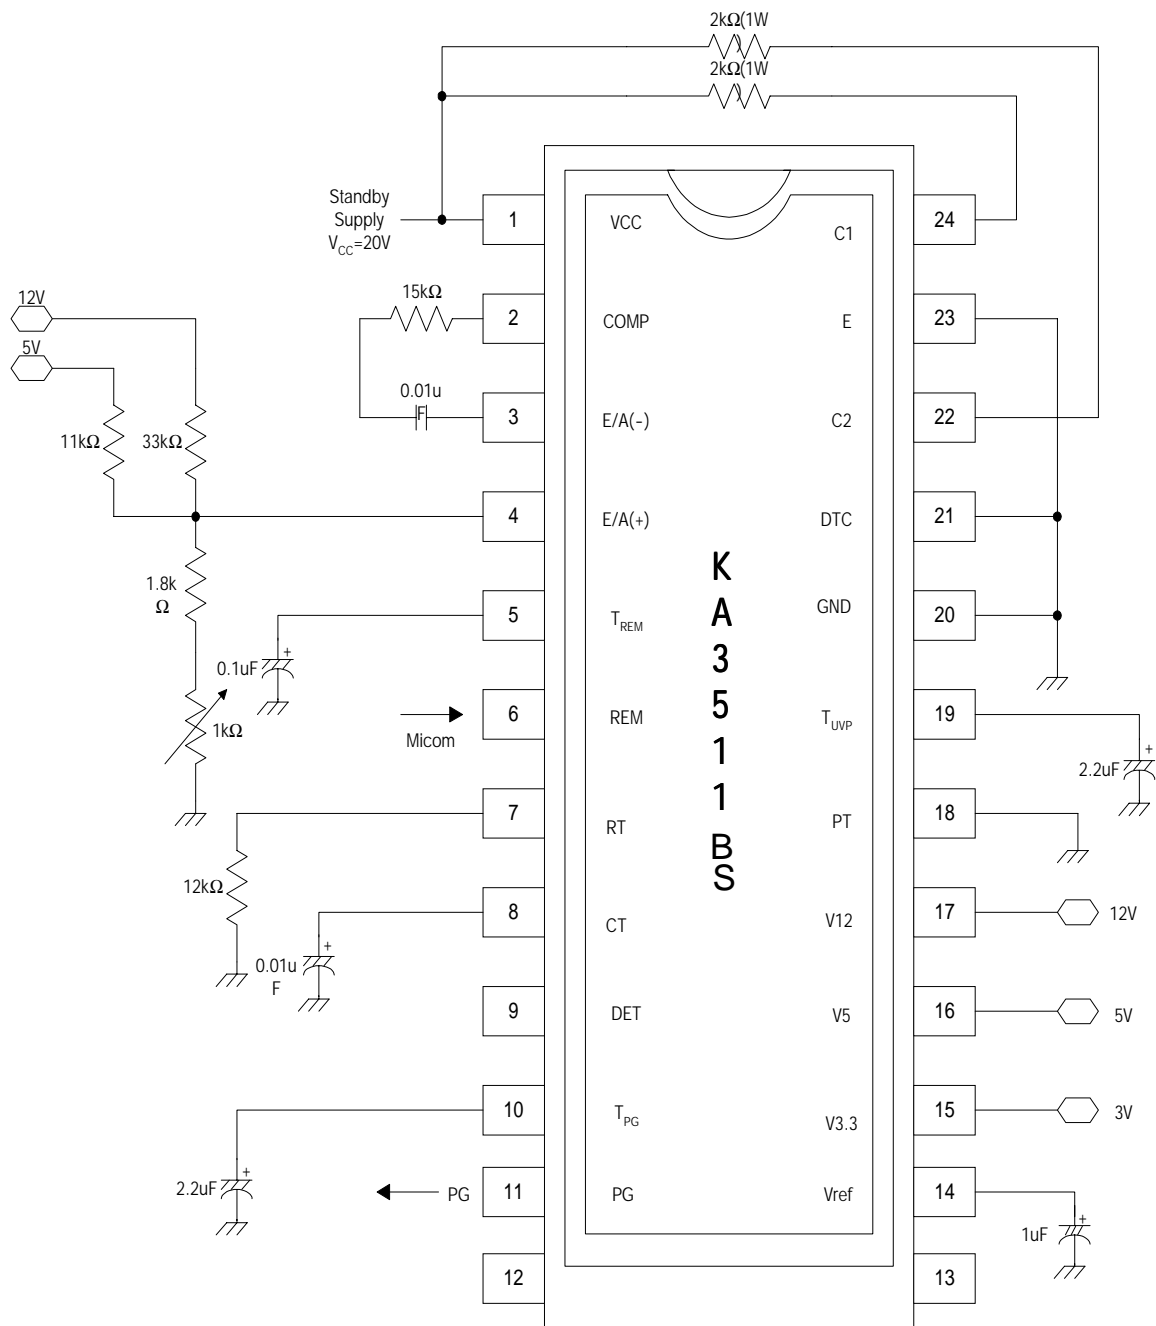 2kΩ(1W)
2kΩ(1W)
Standby
Supply
VCC=20V
1
VCC
C1
24
12V
15kΩ
2
COMP
E
23
5V
0.01u
F
3
E/A(-)
C2
22
11kΩ
33kΩ
4
E/A(+)
DTC
21
1.8k
Ω
5
TREM
GND
20
0.1uF
6
REM
TUVP
19
1kΩ
Micom
2.2uF
7
RT
PT
18
12kΩ
8
CT
V12
17
12V
0.01u
F
9
DET
V5
16
5V
10
TPG
V3.3
15
3V
2.2uF
PG
11
PG
Vref
14
1uF
12
13
K
A
3
5
1
1
B
S
+
+
+
+
+